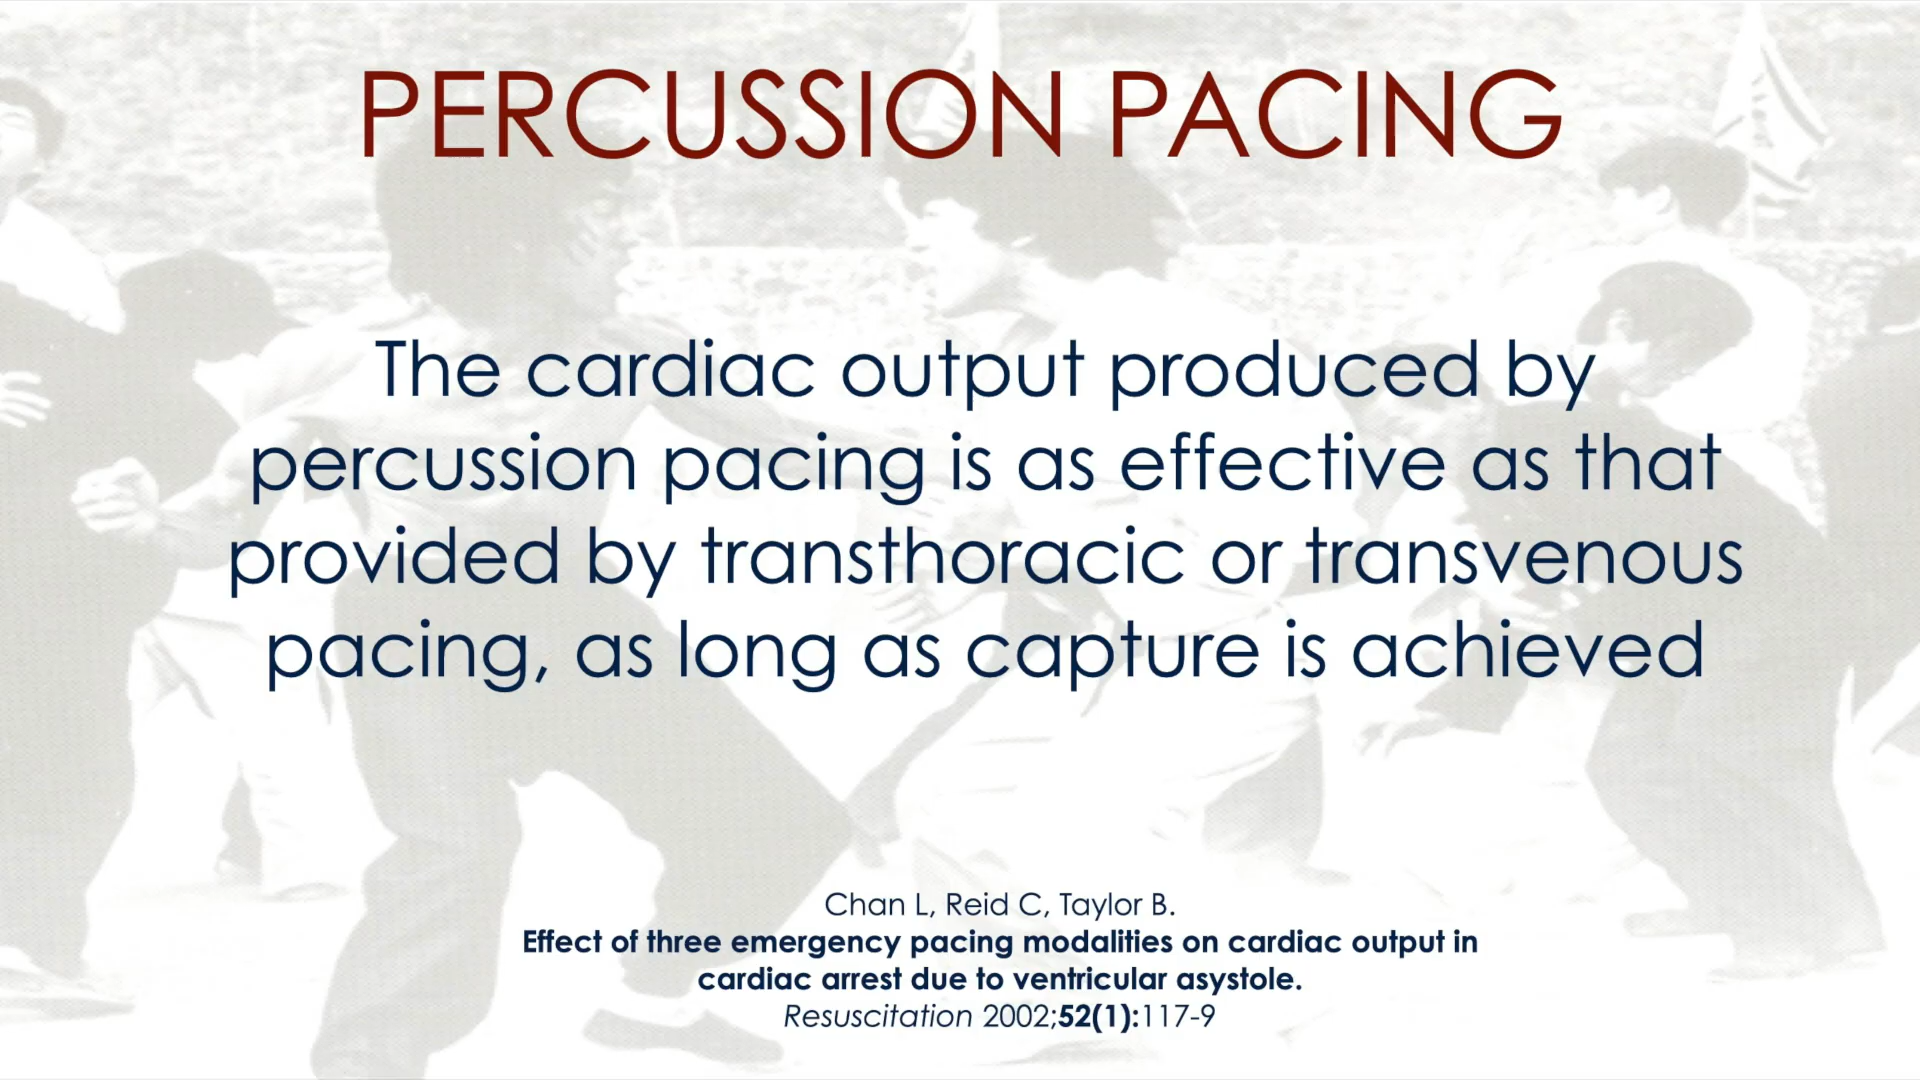 PERCUSSION PACING
The cardiac output produced by
percussion pacing is as effective as that
provided by transthoracic or transvenous
pacing, as long as capture is achieved
Chan L, Reid C, Taylor B.
Effect of three emergency pacing modalities on cardiac output in
cardiac arrest due to ventricular asystole.
Resuscitation 2002;52(1):117-9